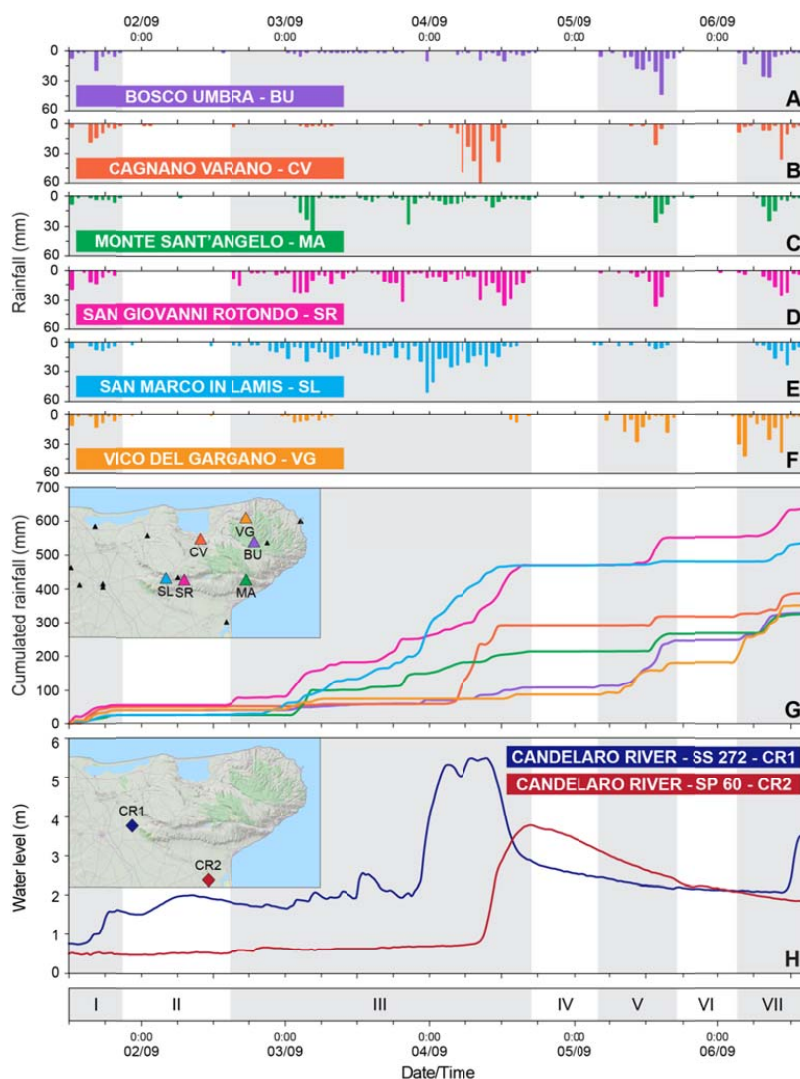 02/09 03/09 04/09 05/09 06/09
0:00 0:00 0:00 0:00 0:00
0
30
60
BOSCO UMBRA - BU
A
0
30
60
CAGNANO VARANO - CV
B
0
30
60
MONTE SANT'ANGELO - MA
C
0
30
60
SAN GIOVANNI ROTONDO - SR
D
0
30
60
SAN MARCO IN LAMIS - SL
E
0
30
60
VICO DEL GARGANO - VG
F
Rainfall (mm)
700
600
500
400
300
200
100
0
Cumulated rainfall (mm)
VG
CV
BU
SL SR MA
G
6
5
4
3
2
1
0
Water level (m)
CANDELARO RIVER - SS 272 - CR1
CANDELARO RIVER - SP 60 - CR2
CR1
CR2
H
I II III IV V VI VII
0:00 0:00 0:00 0:00 0:00
02/09 03/09 04/09 05/09 06/09
Date/Time